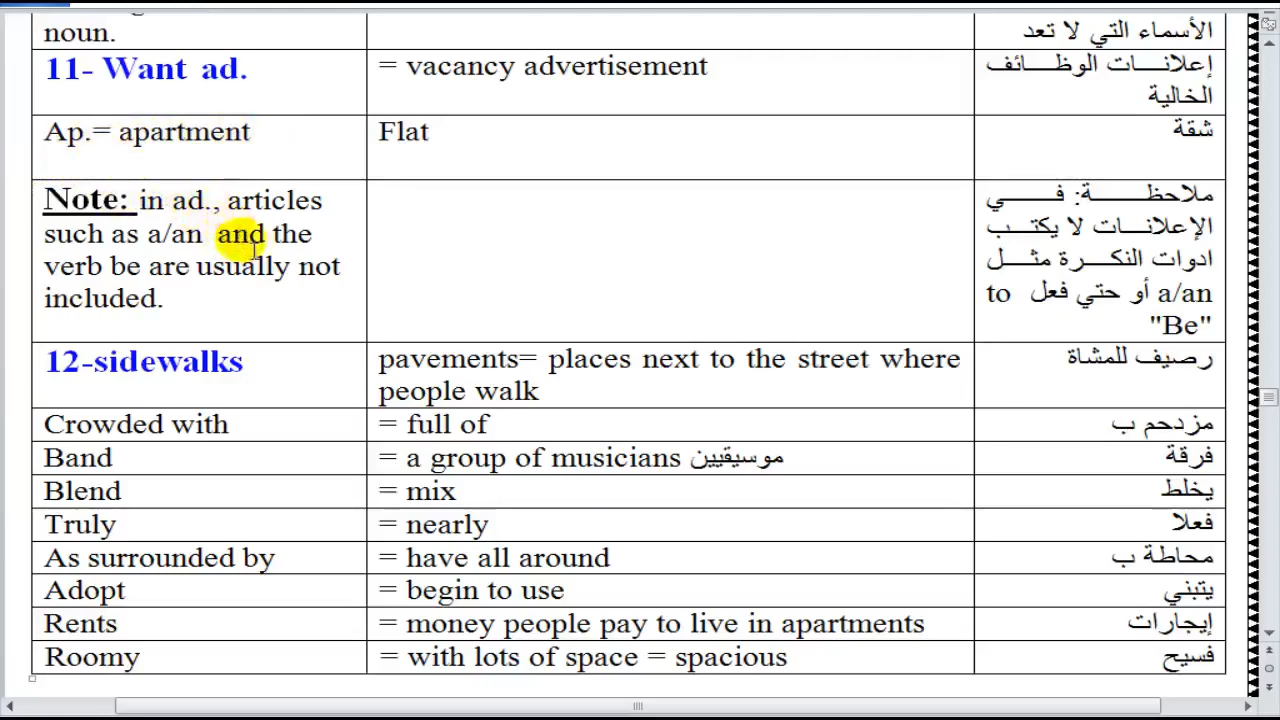 noun.
الأسماء التي لا تعد
11- Want ad.
= vacancy advertisement
إعلانات الوظائف
الخالية
Ap.= apartment
Flat
شقة
Note: in ad., articles
such as a/an and the
verb be are usually not
included.
ملاحظة: في
الإعلانات لا يكتب
ادوات النكرة مثل
a/an أو حتي فعل to
"Be"
12-sidewalks
pavements= places next to the street where
people walk
رصيف للمشاة
Crowded with
= full of
مزدحم ب
Band
= a group of musicians موسيقيين
فرقة
Blend
= mix
يخلط
Truly
= nearly
فعلا
As surrounded by
= have all around
محاطة ب
Adopt
= begin to use
يتبني
Rents
= money people pay to live in apartments
إيجارات
Roomy
= with lots of space = spacious
فسيح